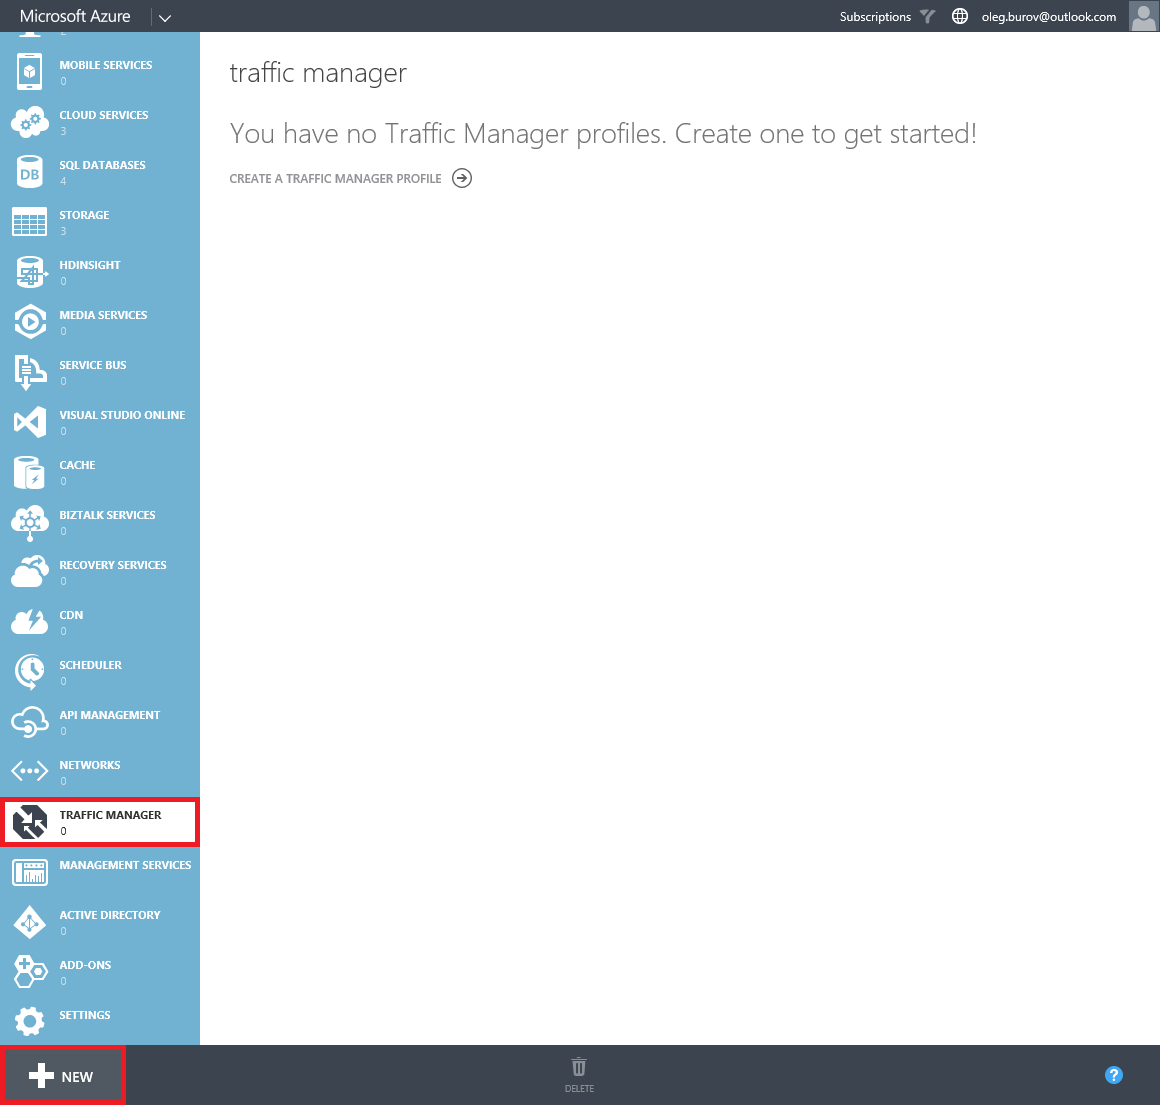 Microsoft Azure
Subscriptions
oleg.burov@outlook.com
2
MOBILE SERVICES
0
CLOUD SERVICES
3
DB
SQL DATABASES
4
STORAGE
3
HDINSIGHT
0
MEDIA SERVICES
0
SERVICE BUS
0
VISUAL STUDIO ONLINE
0
CACHE
0
BIZTALK SERVICES
0
RECOVERY SERVICES
0
CDN
0
SCHEDULER
0
API MANAGEMENT
0
NETWORKS
0
TRAFFIC MANAGER
0
MANAGEMENT SERVICES
ACTIVE DIRECTORY
0
ADD-ONS
0
SETTINGS
traffic manager
You have no Traffic Manager profiles. Create one to get started!
CREATE A TRAFFIC MANAGER PROFILE
NEW
DELETE
?